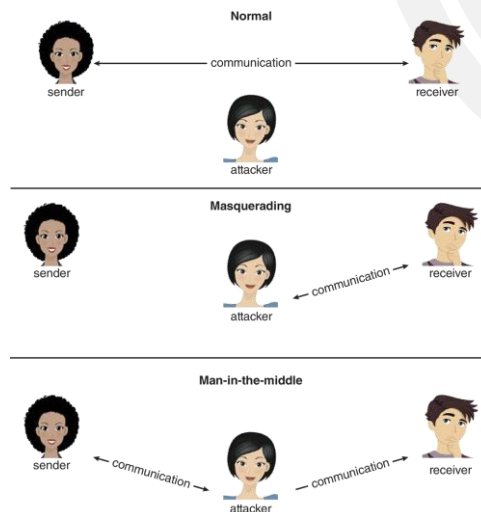 Normal
communication
sender
receiver
attacker
Masquerading
sender
communication
receiver
attacker
Man-in-the-middle
sender
communication
communication
receiver
attacker